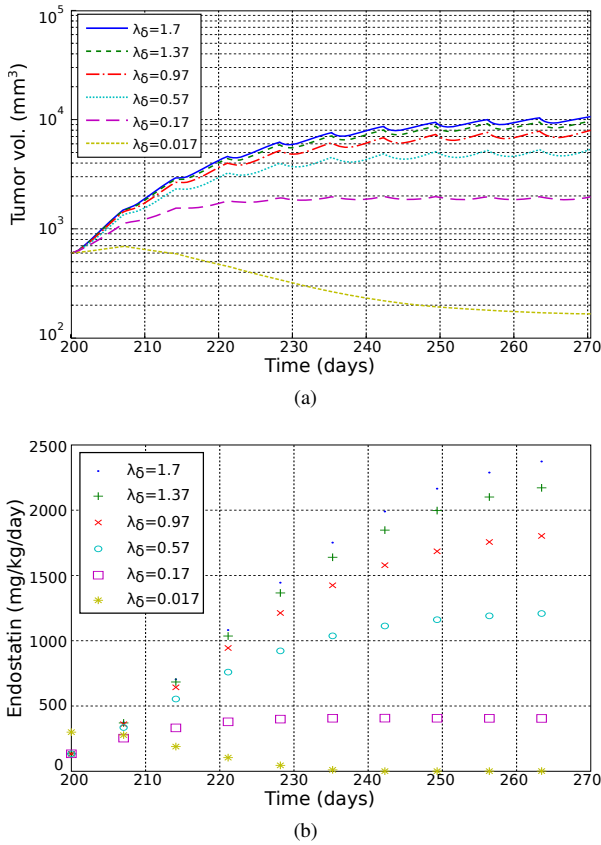 10^5
λδ=1.7
λδ=1.37
λδ=0.97
λδ=0.57
λδ=0.17
λδ=0.017
10^4
Tumor vol. (mm³)
10^3
10^2
200 210 220 230 240 250 260 270
Time (days)
(a)
2500
λδ=1.7
λδ=1.37
λδ=0.97
λδ=0.57
λδ=0.17
λδ=0.017
2000
1500
Endostatin (mg/kg/day)
1000
500
0
200 210 220 230 240 250 260 270
Time (days)
(b)